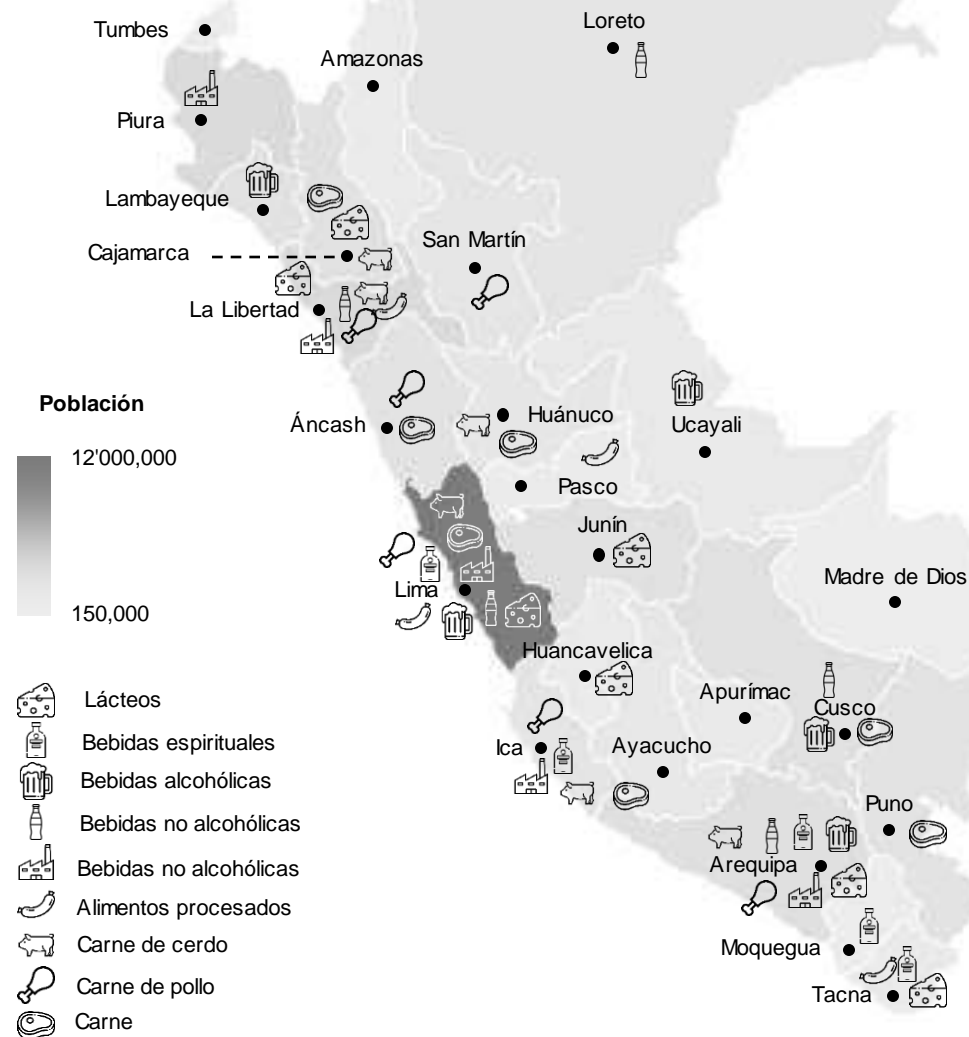 Tumbes
Loreto
Amazonas
Piura
Lambayeque
Cajamarca
San Martín
La Libertad
Población
Áncash
Huánuco
Ucayali
12'000,000
Pasco
Junín
Madre de Dios
Lima
150,000
Huancavelica
Apurímac
Cusco
Ica
Ayacucho
Puno
Arequipa
Moquegua
Tacna
Lácteos
Bebidas espirituales
Bebidas alcohólicas
Bebidas no alcohólicas
Bebidas no alcohólicas
Alimentos procesados
Carne de cerdo
Carne de pollo
Carne